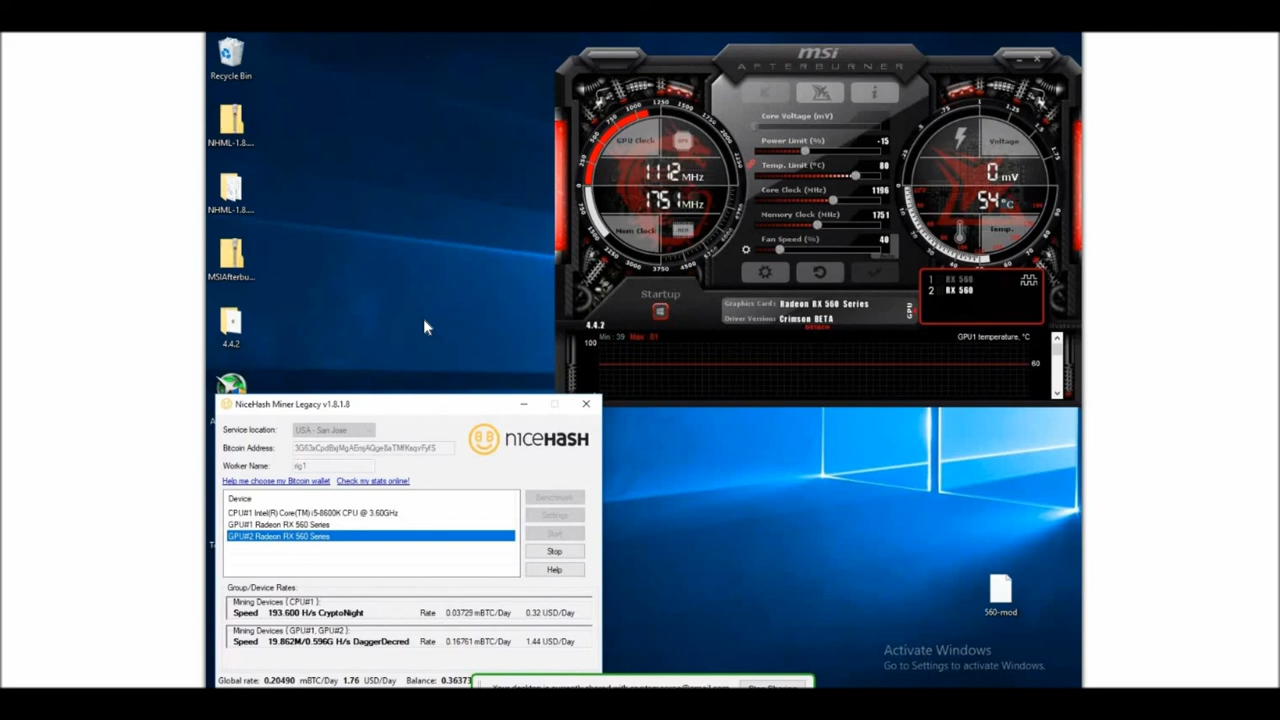 Recycle Bin
NHML-1.8....
NHML-1.8....
MSIAfterbu...
4.4.2
msi
AFTERBURNER
GPU Clock
1112 MHz
1751 MHz
Mem Clock
Core Voltage (mV)
Power Limit (%) -15
Temp. Limit (°C) 80
Core Clock (MHz) 1196
Memory Clock (MHz) 1751
Fan Speed (%) 40
Voltage
0 mV
54 °C
Temp.
Startup
4.4.2
Graphics Card: Radeon RX 560 Series
Driver Version: Crimson BETA
DETACH
GPU
1 RX 560
2 RX 560
Min : 39 Max : 81
GPU1 temperature, °C
100
60
NiceHash Miner Legacy v1.8.1.8
Service location: USA - San Jose
Bitcoin Address:
Worker Name: rig1
nicehash
Help me choose my Bitcoin wallet Check my stats online!
Device
CPU#1 Intel(R) Core(TM) i5-8600K CPU @ 3.60GHz
GPU#1 Radeon RX 560 Series
GPU#2 Radeon RX 560 Series
Benchmark
Settings
Start
Stop
Help
Group/Device Rates:
Mining Devices { CPU#1 }:
Speed 193.600 H/s CryptoNight Rate 0.03729 mBTC/Day 0.32 USD/Day
Mining Devices { GPU#1, GPU#2 }:
Speed 19.862M/0.596G H/s DaggerDecred Rate 0.16761 mBTC/Day 1.44 USD/Day
Global rate: 0.20490 mBTC/Day 1.76 USD/Day Balance: 0.36373
560-mod
Activate Windows
Go to Settings to activate Windows.